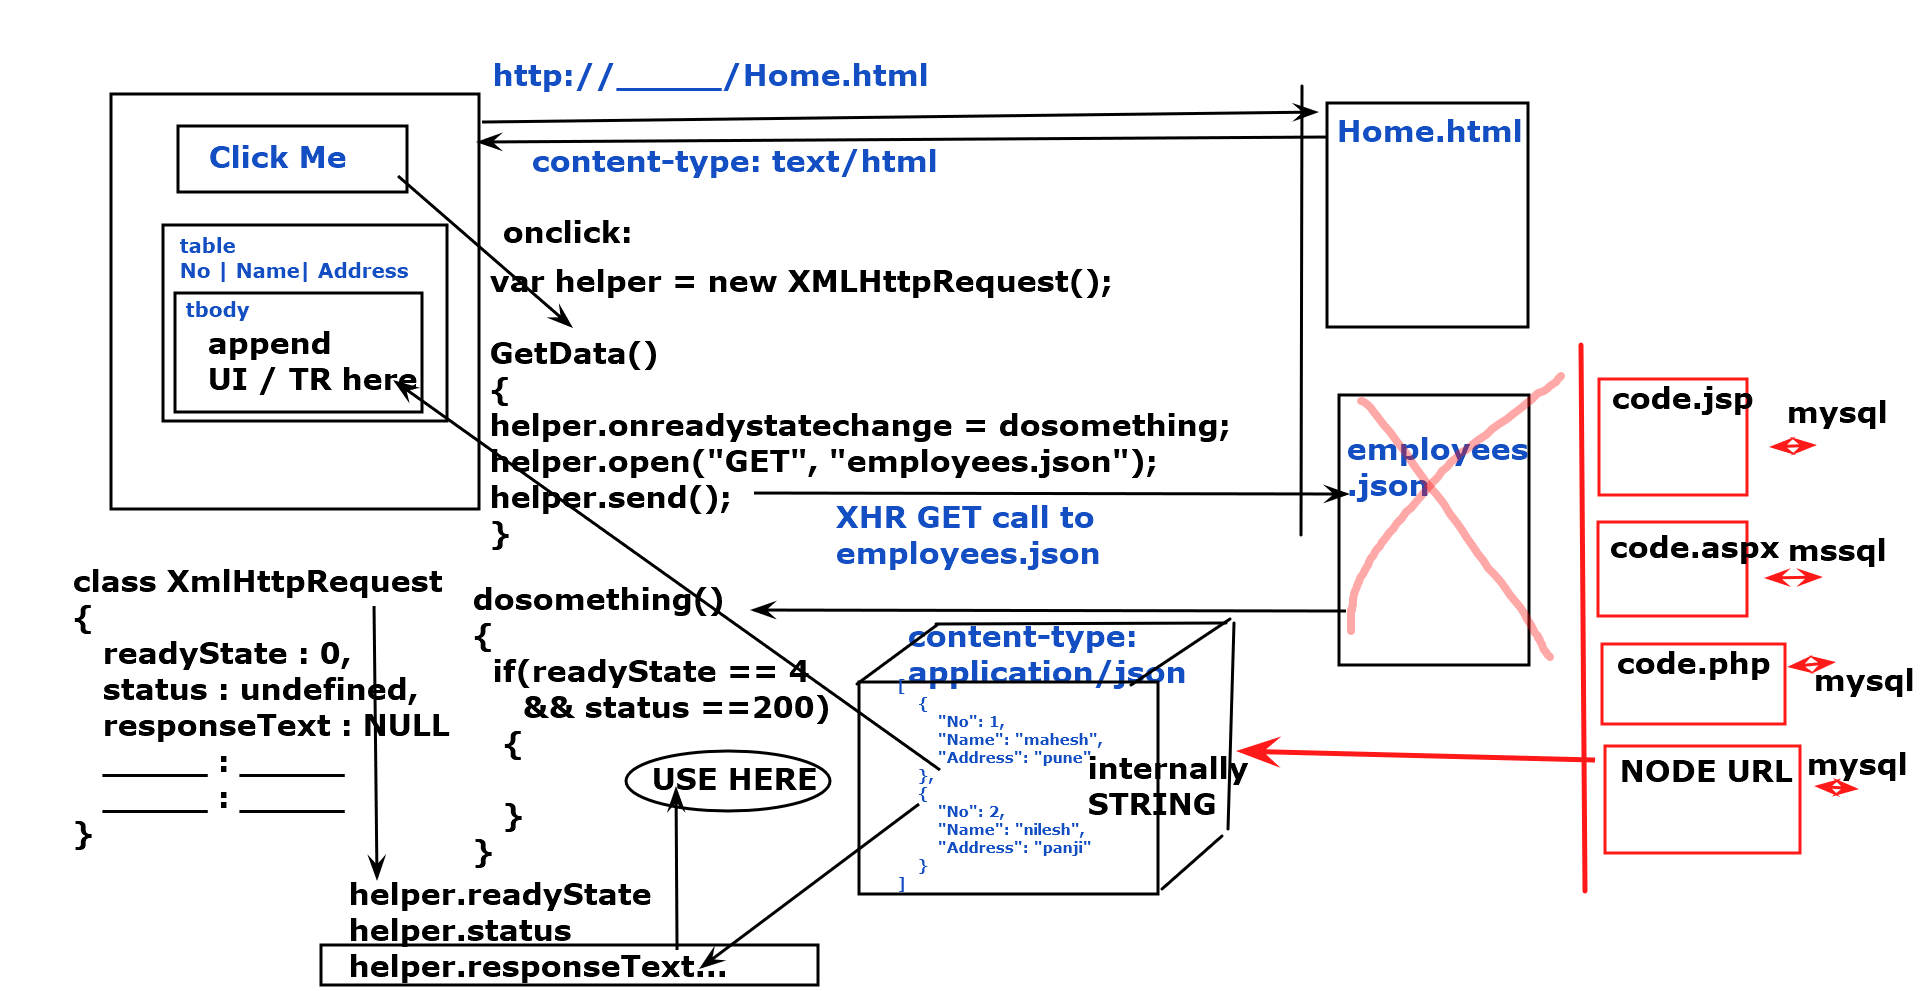 http://_______/Home.html
Home.html
Click Me
content-type: text/html
onclick:
table
No | Name| Address
var helper = new XMLHttpRequest();
tbody
append
UI / TR here
GetData()
{
helper.onreadystatechange = dosomething;
helper.open("GET", "employees.json");
helper.send();
}
XHR GET call to
employees.json
employees
.json
code.jsp
mysql
code.aspx
mssql
code.php
mysql
NODE URL
mysql
class XmlHttpRequest
{
readyState : 0,
status : undefined,
responseText : NULL
_______ : _______
_______ : _______
}
dosomething()
{
if(readyState == 4
&& status ==200)
{
USE HERE
}
}
content-type:
application/json
[
{
"No": 1,
"Name": "mahesh",
"Address": "pune"
},
{
"No": 2,
"Name": "nilesh",
"Address": "panji"
}
]
internally
STRING
helper.readyState
helper.status
helper.responseText...